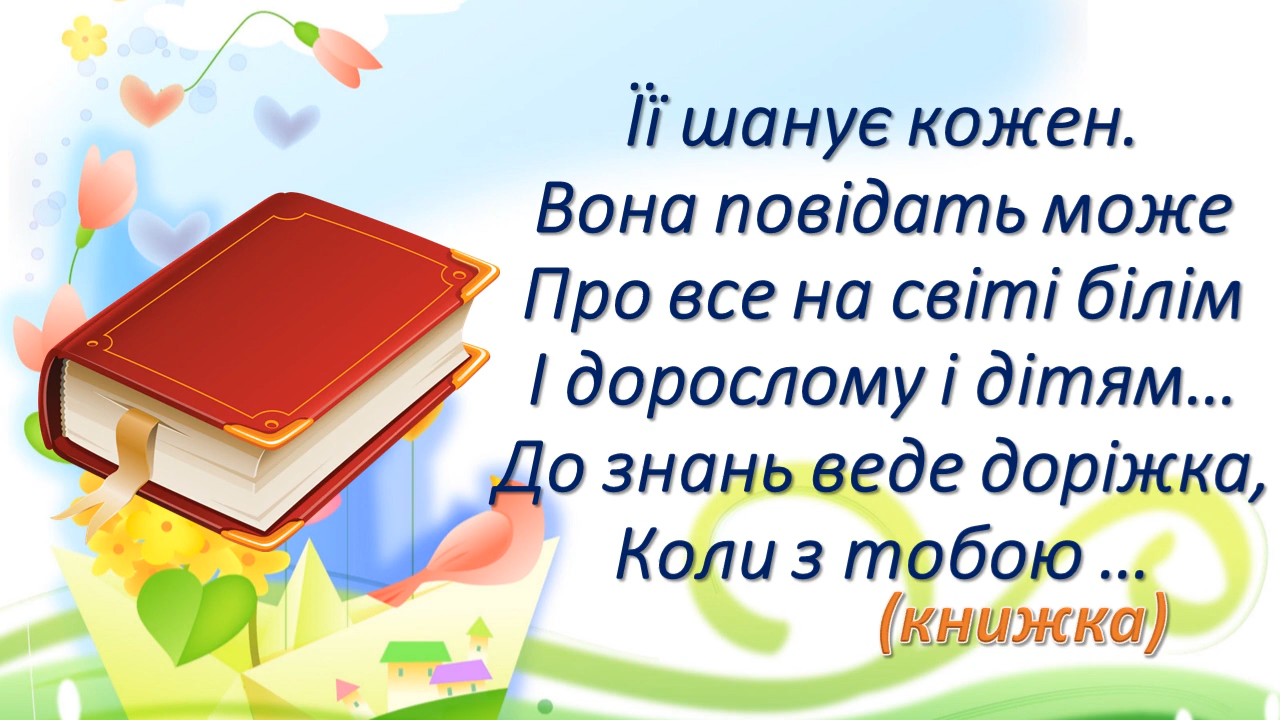 Її шанує кожен.
Вона повідать може
Про все на світі білім
І дорослому і дітям...
До знань веде доріжка,
Коли з тобою ...
(книжка)